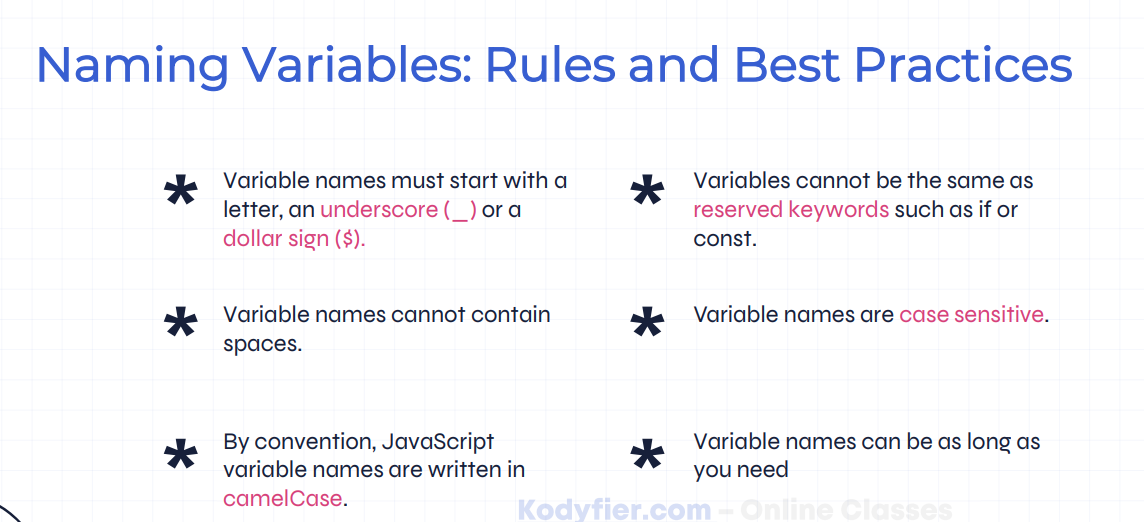 Naming Variables: Rules and Best Practices
* Variable names must start with a
letter, an underscore (_) or a
dollar sign ($).
* Variables cannot be the same as
reserved keywords such as if or
const.
* Variable names cannot contain
spaces.
* Variable names are case sensitive.
* By convention, JavaScript
variable names are written in
camelCase.
* Variable names can be as long as
you need
Kodyfier.com – Online Classes